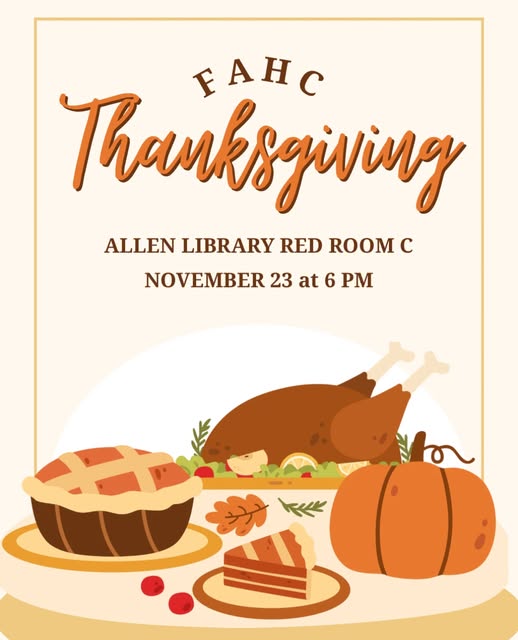 FAHC
Thanksgiving
ALLEN LIBRARY RED ROOM C
NOVEMBER 23 at 6 PM